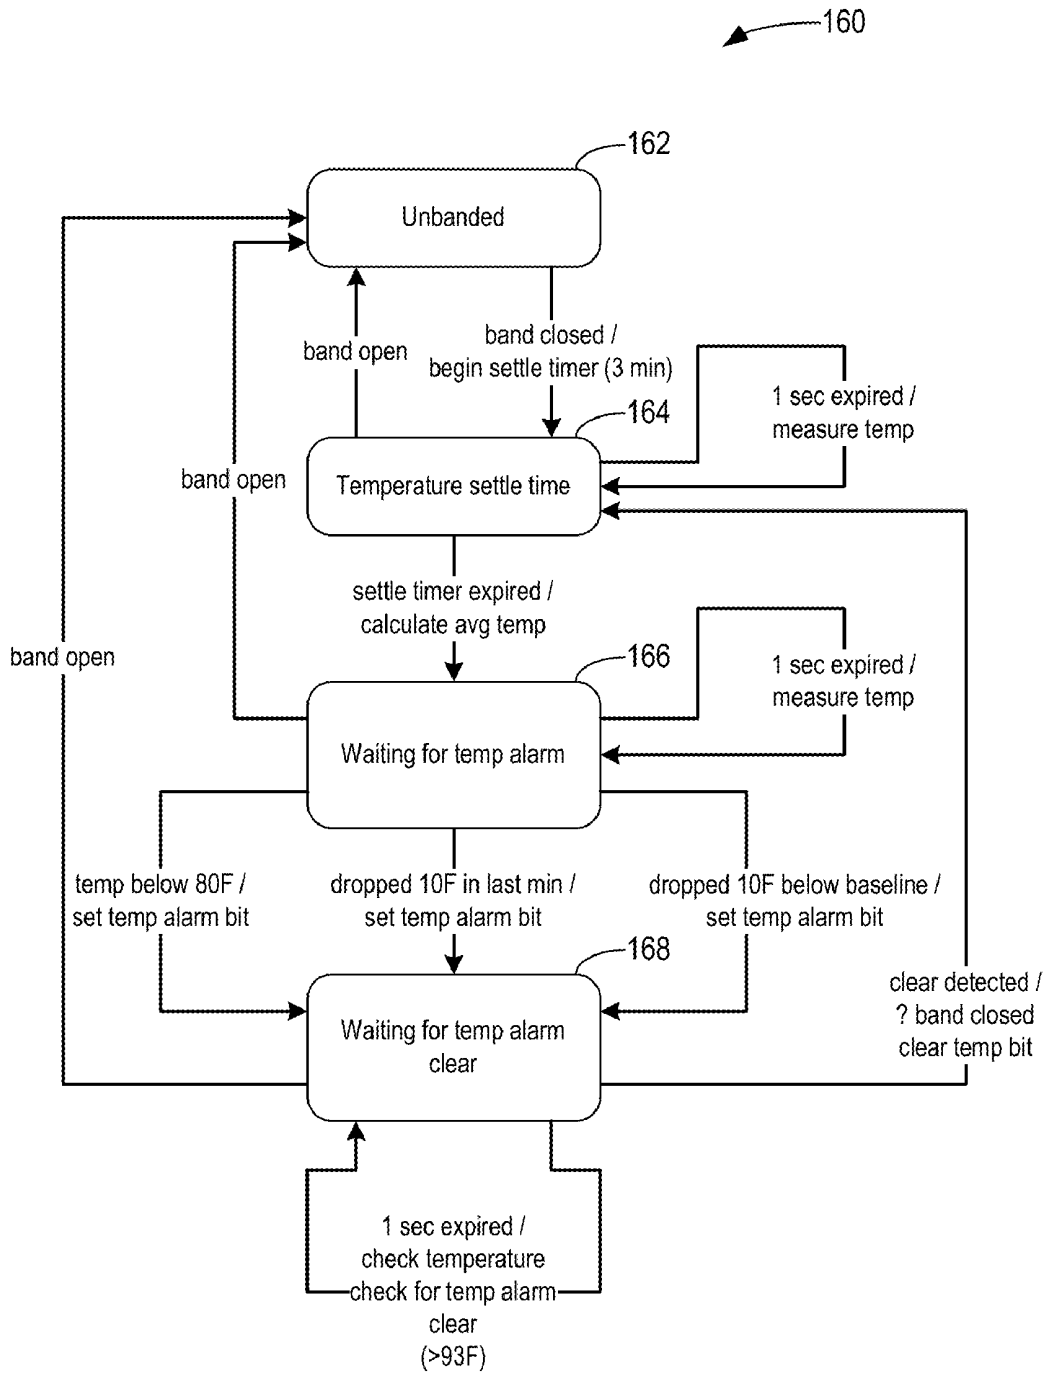 160
162
Unbanded
band open
band closed /
begin settle timer (3 min)
164
1 sec expired /
measure temp
Temperature settle time
band open
settle timer expired /
calculate avg temp
166
band open
1 sec expired /
measure temp
Waiting for temp alarm
temp below 80F /
set temp alarm bit
dropped 10F in last min /
set temp alarm bit
dropped 10F below baseline /
set temp alarm bit
168
Waiting for temp alarm
clear
clear detected /
? band closed
clear temp bit
1 sec expired /
check temperature
check for temp alarm
clear
(>93F)